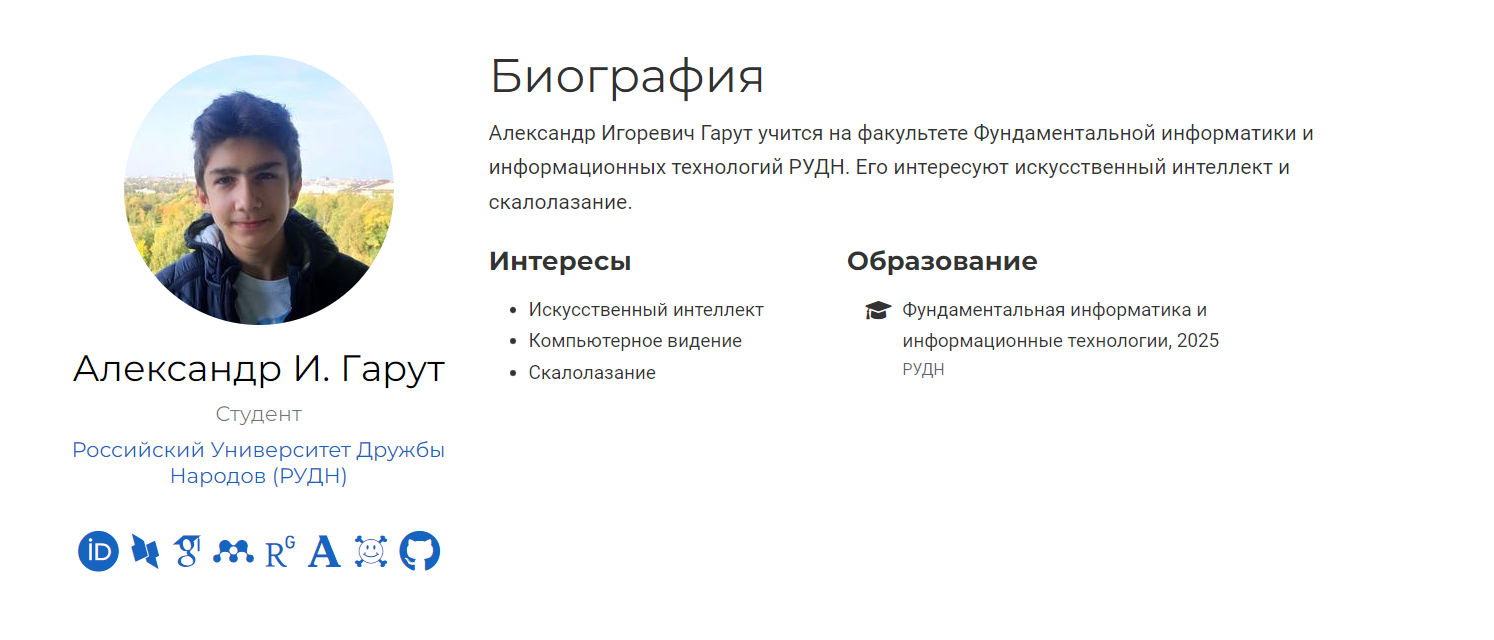 Биография
Александр Игоревич Гарут учится на факультете Фундаментальной информатики и
информационных технологий РУДН. Его интересуют искусственный интеллект и
скалолазание.
Интересы
Искусственный интеллект
Компьютерное видение
Скалолазание
Образование
Фундаментальная информатика и
информационные технологии, 2025
РУДН
Александр И. Гарут
Студент
Российский Университет Дружбы
Народов (РУДН)
iD g R G A